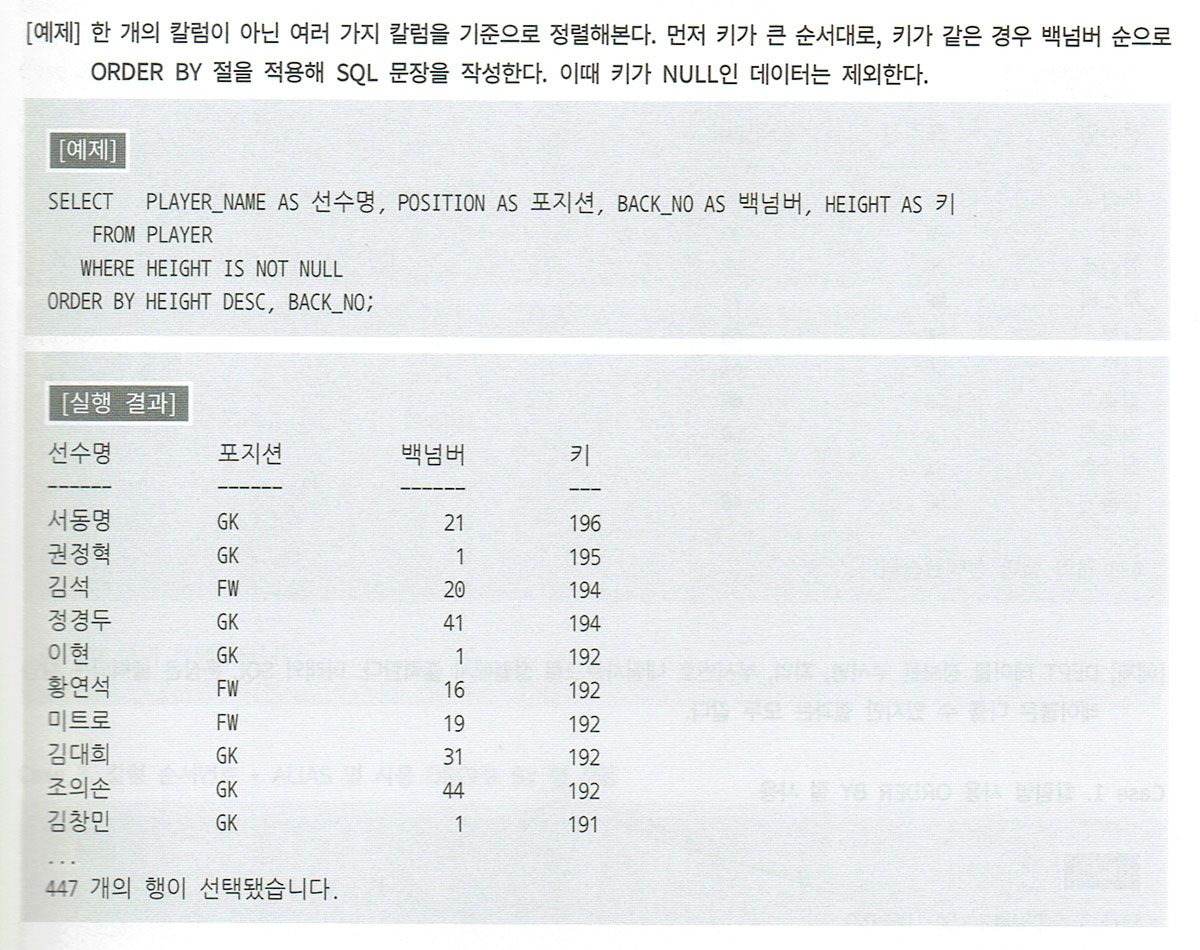 [예제] 한 개의 칼럼이 아닌 여러 가지 칼럼을 기준으로 정렬해본다. 먼저 키가 큰 순서대로, 키가 같은 경우 백넘버 순으로
ORDER BY 절을 적용해 SQL 문장을 작성한다. 이때 키가 NULL인 데이터는 제외한다.
[예제]
SELECT PLAYER_NAME AS 선수명, POSITION AS 포지션, BACK_NO AS 백넘버, HEIGHT AS 키
FROM PLAYER
WHERE HEIGHT IS NOT NULL
ORDER BY HEIGHT DESC, BACK_NO;
[실행 결과]
선수명 포지션 백넘버 키
------ ------ ------ ---
서동명 GK 21 196
권정혁 GK 1 195
김석 FW 20 194
정경두 GK 41 194
이현 GK 1 192
황연석 FW 16 192
미트로 FW 19 192
김대희 GK 31 192
조의손 GK 44 192
김창민 GK 1 191
...
447 개의 행이 선택됐습니다.